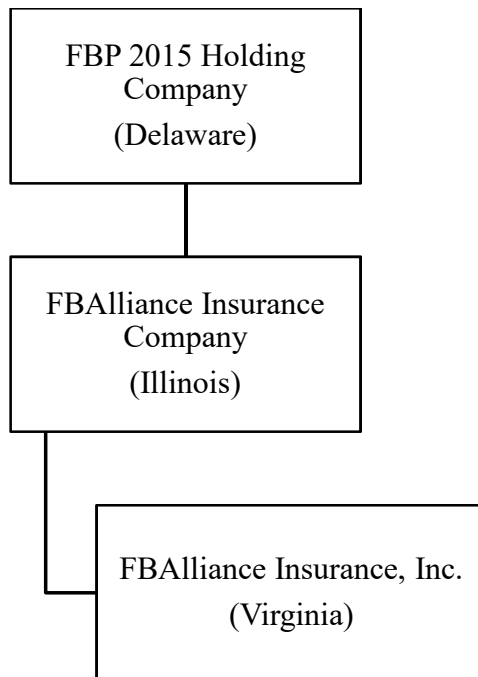 FBP 2015 Holding
Company
(Delaware)
FBAlliance Insurance
Company
(Illinois)
FBAlliance Insurance, Inc.
(Virginia)